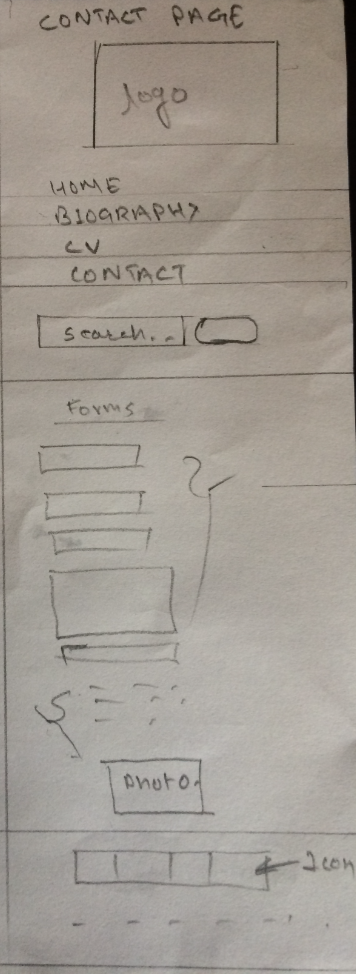 CONTACT PAGE
logo
HOME
BIOGRAPHY
CV
CONTACT
Search...
Forms
photo.
Icon